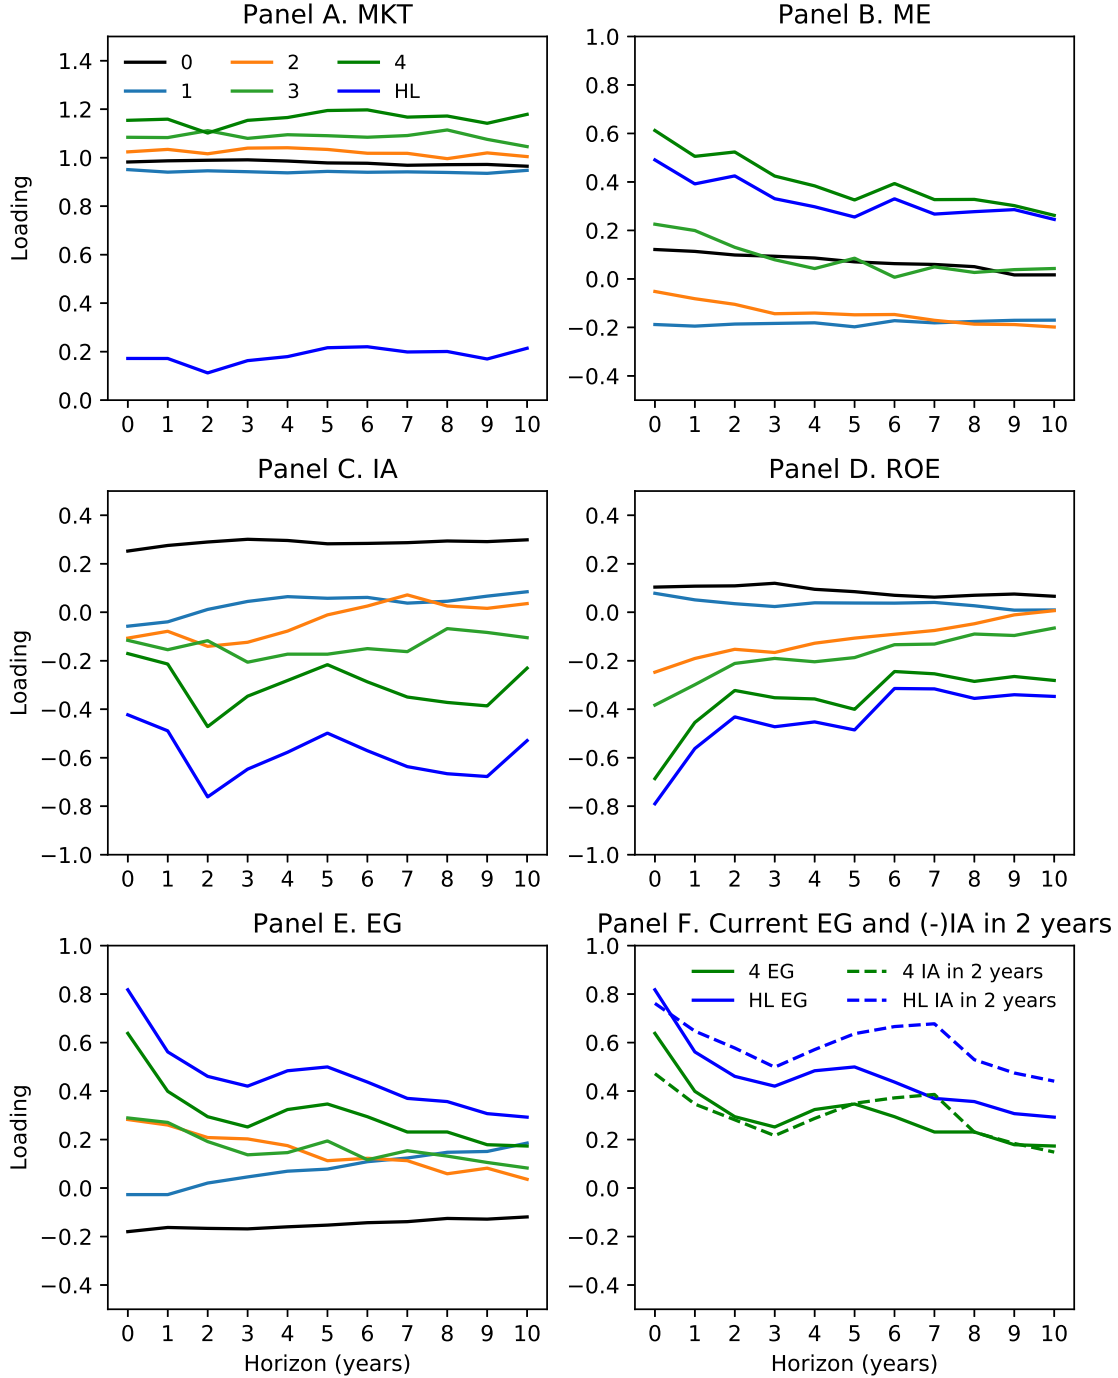 Panel A. MKT
1.4
1.2
1.0
0.8
0.6
0.4
0.2
0.0
Loading
0 2 4
1 3 HL
0 1 2 3 4 5 6 7 8 9 10
Panel B. ME
1.0
0.8
0.6
0.4
0.2
0.0
−0.2
−0.4
0 1 2 3 4 5 6 7 8 9 10
Panel C. IA
0.4
0.2
0.0
−0.2
−0.4
−0.6
−0.8
−1.0
Loading
0 1 2 3 4 5 6 7 8 9 10
Panel D. ROE
0.4
0.2
0.0
−0.2
−0.4
−0.6
−0.8
−1.0
0 1 2 3 4 5 6 7 8 9 10
Panel E. EG
1.0
0.8
0.6
0.4
0.2
0.0
−0.2
−0.4
Loading
0 1 2 3 4 5 6 7 8 9 10
Horizon (years)
Panel F. Current EG and (-)IA in 2 years
1.0
0.8
0.6
0.4
0.2
0.0
−0.2
−0.4
4 EG 4 IA in 2 years
HL EG HL IA in 2 years
0 1 2 3 4 5 6 7 8 9 10
Horizon (years)